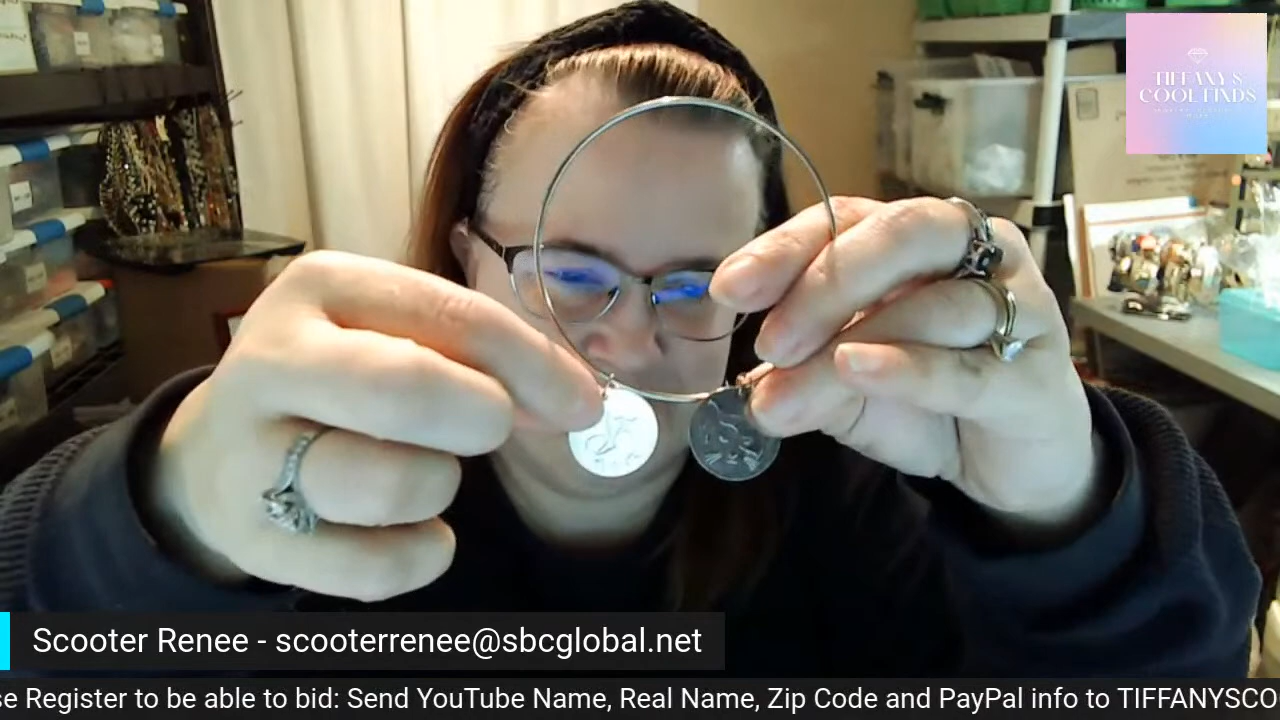 TIFFANY'S
COOL FINDS
Scooter Renee - scooterrenee@sbcglobal.net
se Register to be able to bid: Send YouTube Name, Real Name, Zip Code and PayPal info to TIFFANYSCO